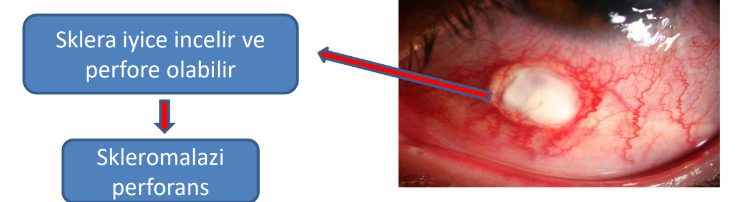 Sklera iyice incelir ve
perfore olabilir
Skleromalazi
perforans